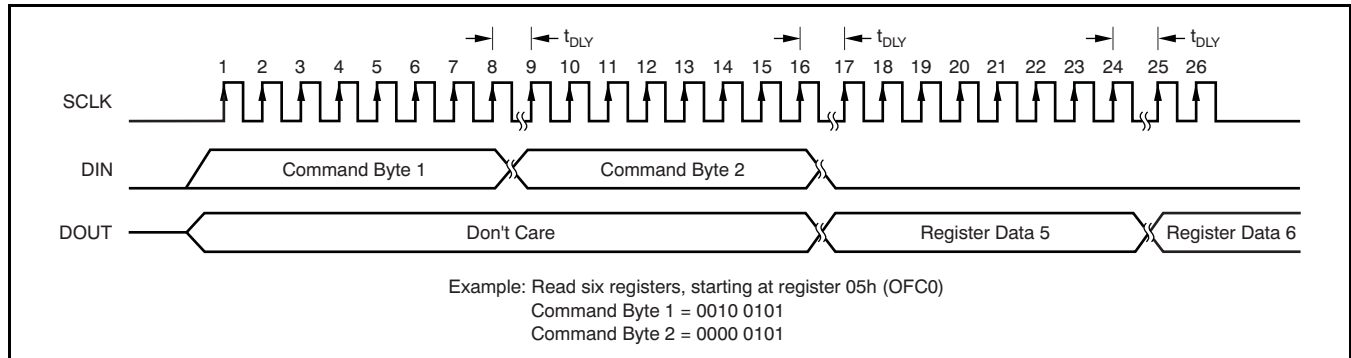 tDLY tDLY tDLY
1 2 3 4 5 6 7 8 9 10 11 12 13 14 15 16 17 18 19 20 21 22 23 24 25 26
SCLK
DIN Command Byte 1 Command Byte 2
DOUT Don't Care Register Data 5 Register Data 6
Example: Read six registers, starting at register 05h (OFC0)
Command Byte 1 = 0010 0101
Command Byte 2 = 0000 0101